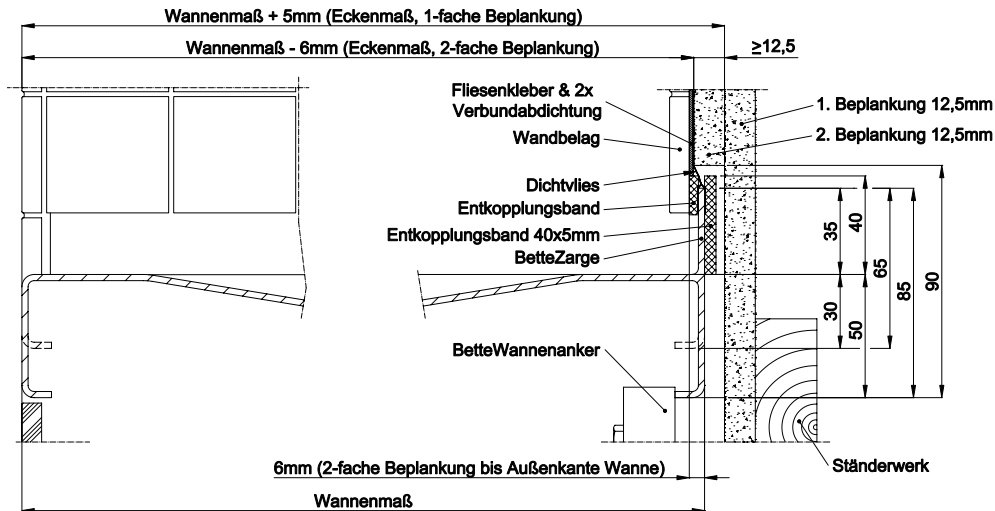 Wannenmaß + 5mm (Eckenmaß, 1-fache Beplankung)
Wannenmaß - 6mm (Eckenmaß, 2-fache Beplankung)
≥12,5
Fliesenkleber & 2x
Verbundabdichtung
Wandbelag
1. Beplankung 12,5mm
2. Beplankung 12,5mm
Dichtvlies
Entkopplungsband
Entkopplungsband 40x5mm
BetteZarge
35
40
65
85
90
30
50
BetteWannenanker
Ständerwerk
6mm (2-fache Beplankung bis Außenkante Wanne)
Wannenmaß